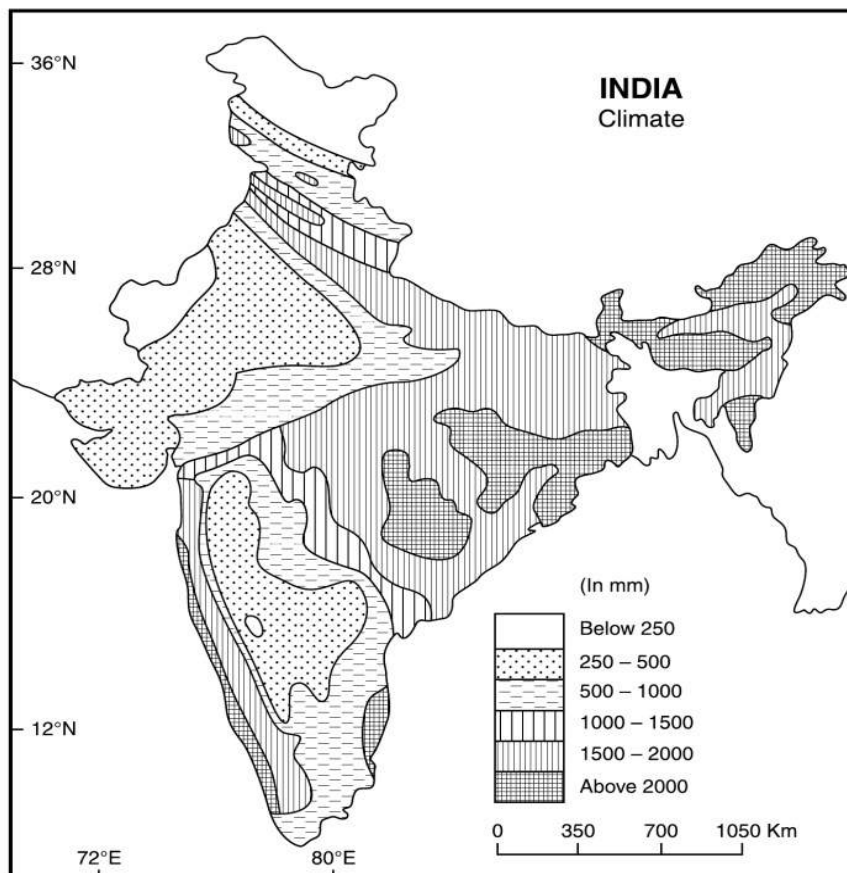 INDIA
Climate
36°N
28°N
20°N
12°N
72°E
80°E
(In mm)
Below 250
250 – 500
500 – 1000
1000 – 1500
1500 – 2000
Above 2000
0 350 700 1050 Km